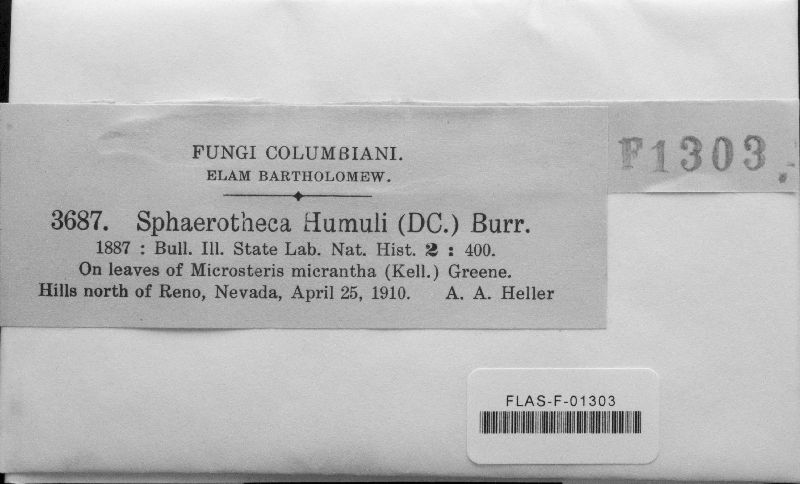 FUNGI COLUMBIANI.
ELAM BARTHOLOMEW.
3687. Sphaerotheca Humuli (DC.) Burr.
1887 : Bull. Ill. State Lab. Nat. Hist. 2 : 400.
On leaves of Microsteris micrantha (Kell.) Greene.
Hills north of Reno, Nevada, April 25, 1910. A. A. Heller
F1303
FLAS-F-01303